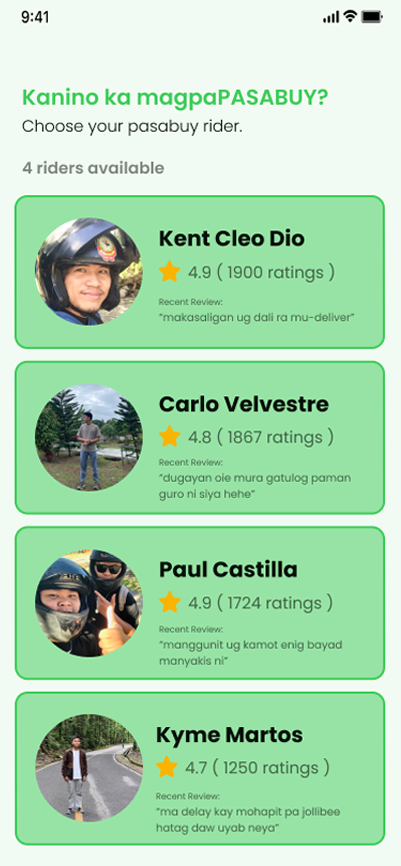 9:41
Kanino ka magpaPASABUY?
Choose your pasabuy rider.
4 riders available
Kent Cleo Dio
4.9 ( 1900 ratings )
Recent Review:
“makasaligan ug dali ra mu-deliver”
Carlo Velvestre
4.8 ( 1867 ratings )
Recent Review:
“dugayan oie mura gatulog paman
guro ni siya hehe”
Paul Castilla
4.9 ( 1724 ratings )
Recent Review:
“manggunit ug kamot enig bayad
manyakis ni”
Kyme Martos
4.7 ( 1250 ratings )
Recent Review:
“ma delay kay mohapit pa jollibee
hatag daw uyab neya”